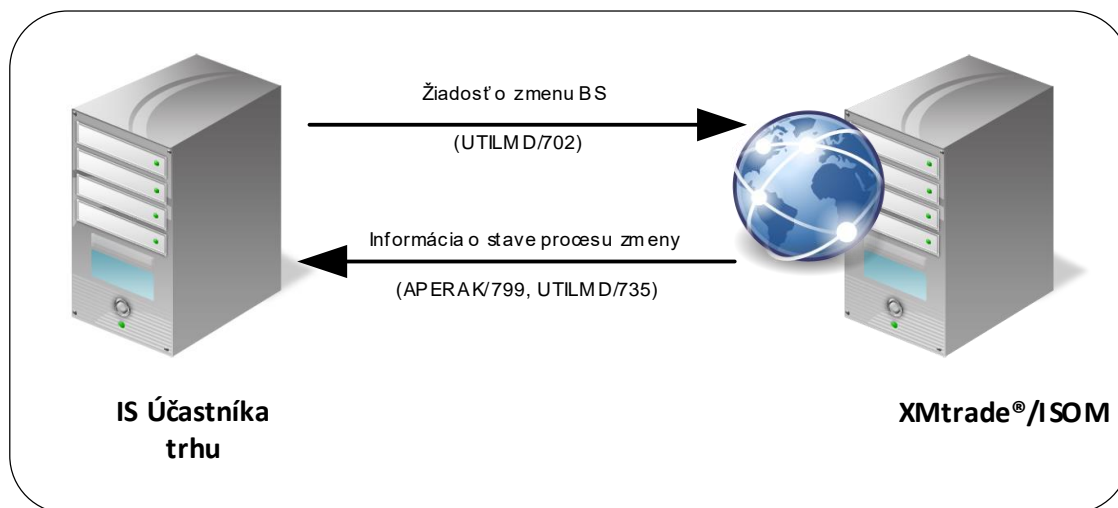 Žiadosť o zmenu BS
(UTILMD/702)
Informácia o stave procesu zmeny
(APERAK/799, UTILMD/735)
IS Účastníka
trhu
XMtrade®/ISOM